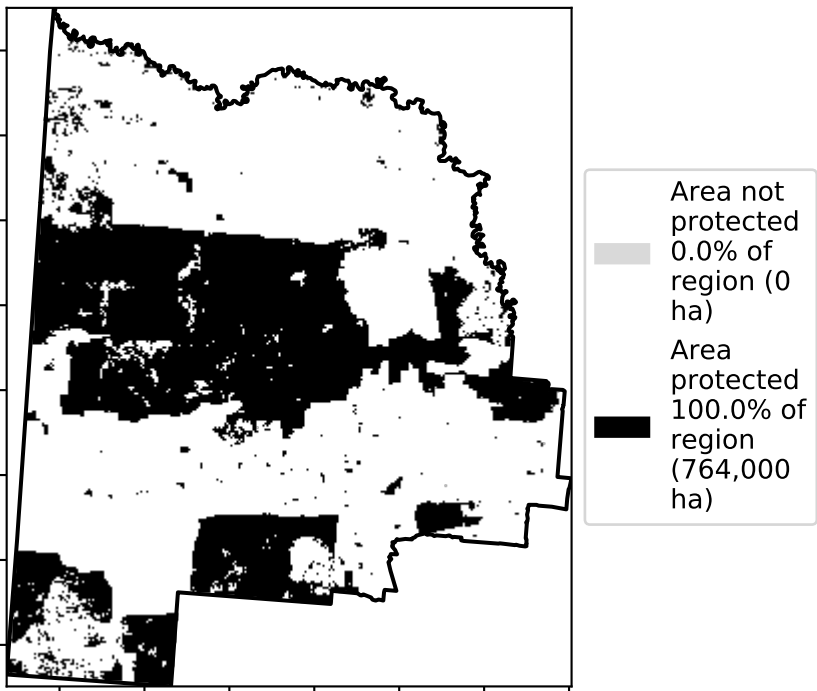 Area not
protected
0.0% of
region (0
ha)
Area
protected
100.0% of
region
(764,000
ha)